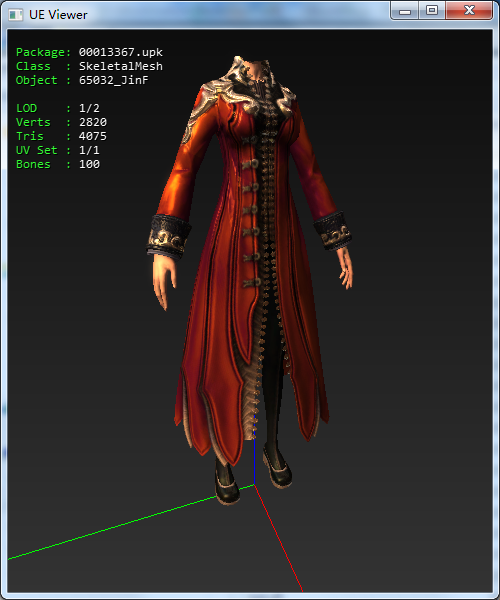 UE Viewer
Package: 00013367.upk
Class  : SkeletalMesh
Object : 65032_JinF
LOD    : 1/2
Verts  : 2820
Tris   : 4075
UV Set : 1/1
Bones  : 100